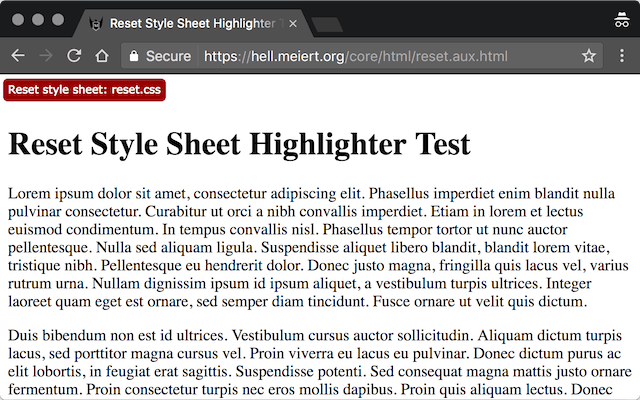 Reset Style Sheet Highlighter
Secure https://hell.meiert.org/core/html/reset.aux.html
Reset style sheet: reset.css
Reset Style Sheet Highlighter Test
Lorem ipsum dolor sit amet, consectetur adipiscing elit. Phasellus imperdiet enim blandit nulla
pulvinar consectetur. Curabitur ut orci a nibh convallis imperdiet. Etiam in lorem et lectus
euismod condimentum. In tempus convallis nisl. Phasellus tempor tortor ut nunc auctor
pellentesque. Nulla sed aliquam ligula. Suspendisse aliquet libero blandit, blandit lorem vitae,
tristique nibh. Pellentesque eu hendrerit dolor. Donec justo magna, fringilla quis lacus vel, varius
rutrum urna. Nullam dignissim ipsum id ipsum aliquet, a vestibulum turpis ultrices. Integer
laoreet quam eget est ornare, sed semper diam tincidunt. Fusce ornare ut velit quis dictum.
Duis bibendum non est id ultrices. Vestibulum cursus auctor sollicitudin. Aliquam dictum turpis
lacus, sed porttitor magna cursus vel. Proin viverra eu lacus eu pulvinar. Donec dictum purus ac
elit lobortis, in feugiat erat sagittis. Suspendisse potenti. Sed consequat magna mattis justo ornare
fermentum. Proin consectetur turpis nec eros mollis dapibus. Proin quis aliquam lectus. Donec